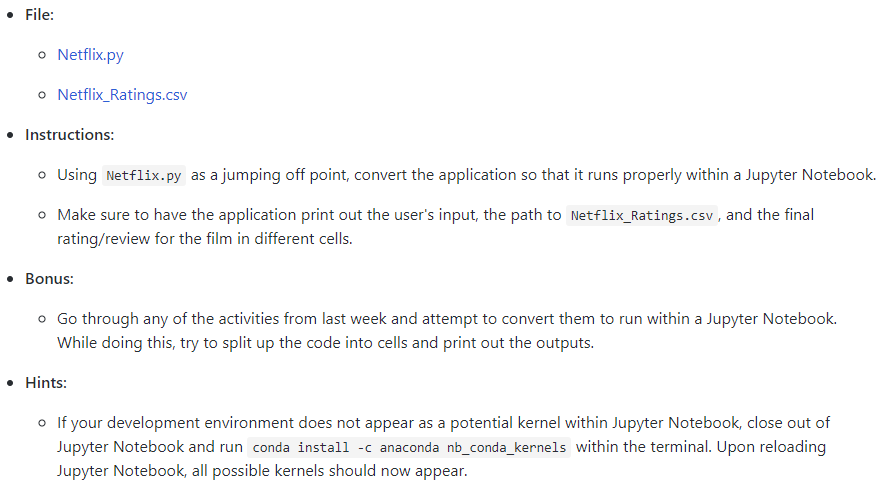 File:
Netflix.py
Netflix_Ratings.csv
Instructions:
Using Netflix.py as a jumping off point, convert the application so that it runs properly within a Jupyter Notebook.
Make sure to have the application print out the user's input, the path to Netflix_Ratings.csv, and the final
rating/review for the film in different cells.
Bonus:
Go through any of the activities from last week and attempt to convert them to run within a Jupyter Notebook.
While doing this, try to split up the code into cells and print out the outputs.
Hints:
If your development environment does not appear as a potential kernel within Jupyter Notebook, close out of
Jupyter Notebook and run conda install -c anaconda nb_conda_kernels within the terminal. Upon reloading
Jupyter Notebook, all possible kernels should now appear.